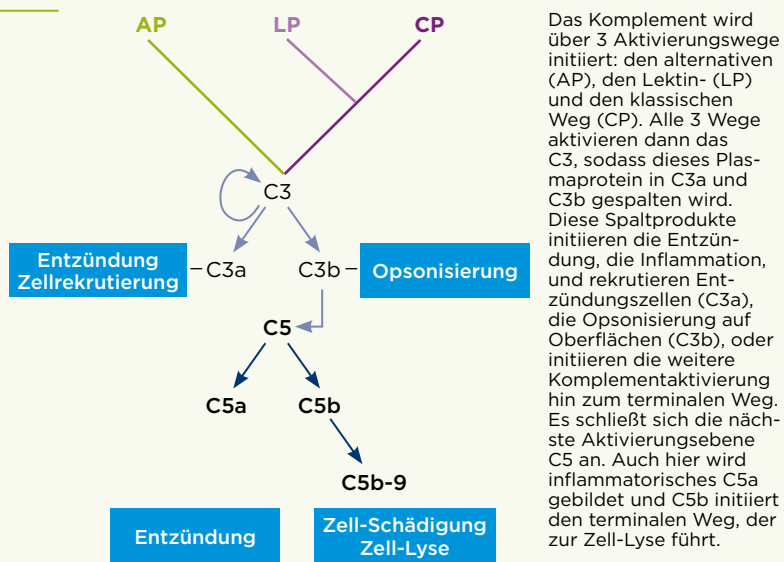 AP
LP
CP
C3
Entzündung
Zellrekrutierung
C3a
C3b
Opsonisierung
C5
C5a
C5b
C5b-9
Entzündung
Zell-Schädigung
Zell-Lyse
Das Komplement wird
über 3 Aktivierungswege
initiiert: den alternativen
(AP), den Lektin- (LP)
und den klassischen
Weg (CP). Alle 3 Wege
aktivieren dann das
C3, sodass dieses Plas-
maprotein in C3a und
C3b gespalten wird.
Diese Spaltprodukte
initiieren die Entzün-
dung, die Inflammation,
und rekrutieren Ent-
zündungszellen (C3a),
die Opsonisierung auf
Oberflächen (C3b), oder
initiieren die weitere
Komplementaktivierung
hin zum terminalen Weg.
Es schließt sich die näch-
ste Aktivierungsebene
C5 an. Auch hier wird
inflammatorisches C5a
gebildet und C5b initiert
den terminalen Weg, der
zur Zell-Lyse führt.